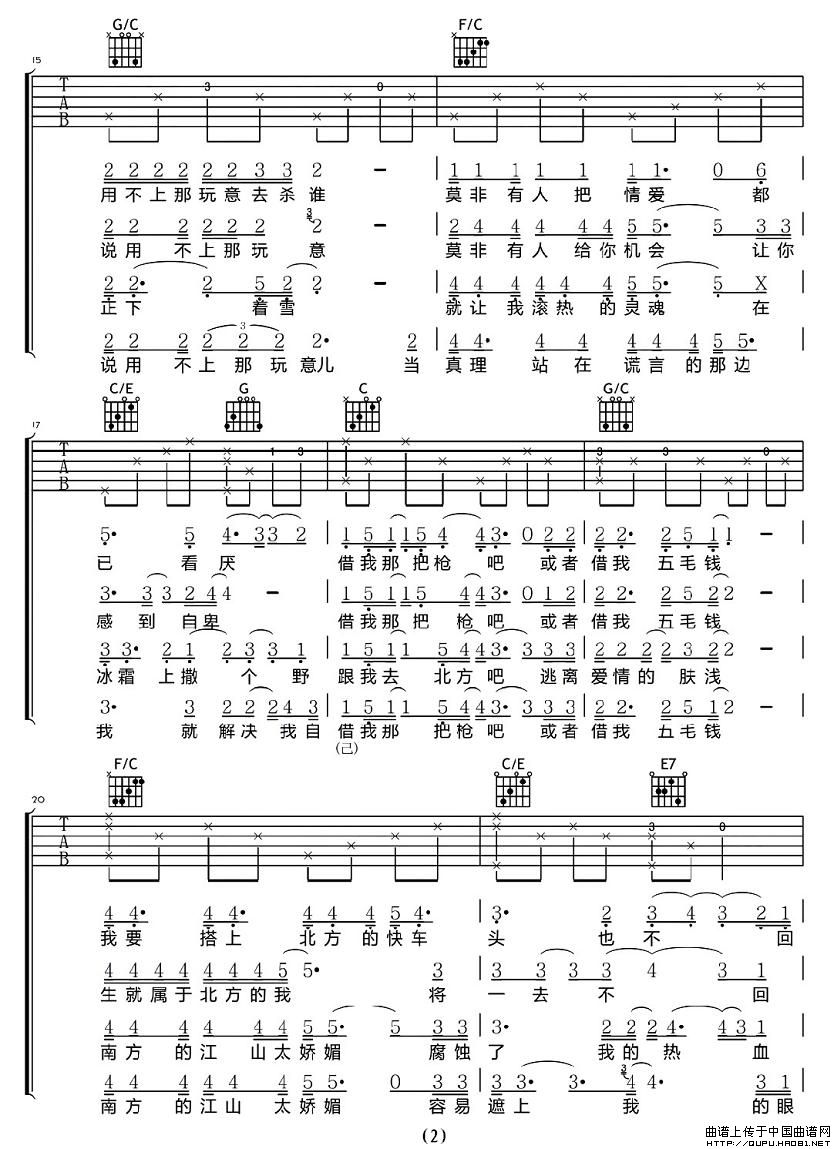 G/C F/C
15
T A B
3 0
2 2 2 2 2 2 3 3 2 - 1 1 1 1 1 1 1· 0 6
用不上那玩意去杀谁 莫非有人把情爱都
2 2 2 2 2 2 2 3 2 - 2 4 4 4 4 4 5 5· 5 3 3
说用不上那玩意 莫非有人给你机会让你
2 2· 2 5 2 2 - 4 4 4 4 4 4 5 5· 5 X
正下着雪 就让我滚热的灵魂在
3
2 2 2 2 2 2 2 2· 2 4 4· 4 4 4 4 4 5 5·
说用不上那玩意儿当真理站在谎言的那边
C/E G C G/C
17
T A B
1 3 3 3 0
5· 5 4· 3 3 2 1 5 1 1 5 4 4 3· 0 2 2 2 2· 2 5 1 1 -
已看厌 借我那把枪吧或者借我五毛钱
3· 3 3 2 4 4 - 1 5 1 1 5 4 4 3· 0 1 2 2 2· 2 5 2 2 -
感到自卑 借我那把枪吧或者借我五毛钱
3 3· 2 1 2 3 1 1 5 1 1 5 4 4 3· 3 2 2 2 2 2 2 3· 3 2 -
冰霜上撒个野 跟我去北方吧逃离爱情的肤浅
3· 3 2 2 2 4 3 1 5 1 1 5 4 4 3· 3 2 2 2· 2 5 1 2 -
我就解决我自 借我那把枪吧或者借我五毛钱
(己)
F/C C/E E7
20
T A B
3 0
4 4· 4 4· 4 4 4 5 4· 3· 2 3 4 3 2 1
我要搭上北方的快车 头也不回
4 4 4 4 4 4 4 5 5· 3 3 3 3 3 4 3 1
生就属于北方的我 将一去不回
4 4 4 4 4 4 5 5· 5 3 3 3· 2 2 4· 4 3 1
南方的江山太娇媚腐蚀了我的热血
4 4 4 4 4 4 5 5· 0 3 3 3 3· 3· 3 4 4· 3 1
南方的江山太娇媚容易遮上我的眼
(2)
曲谱上传于中国曲谱网
HTTP://QUPU.HAO81.NET